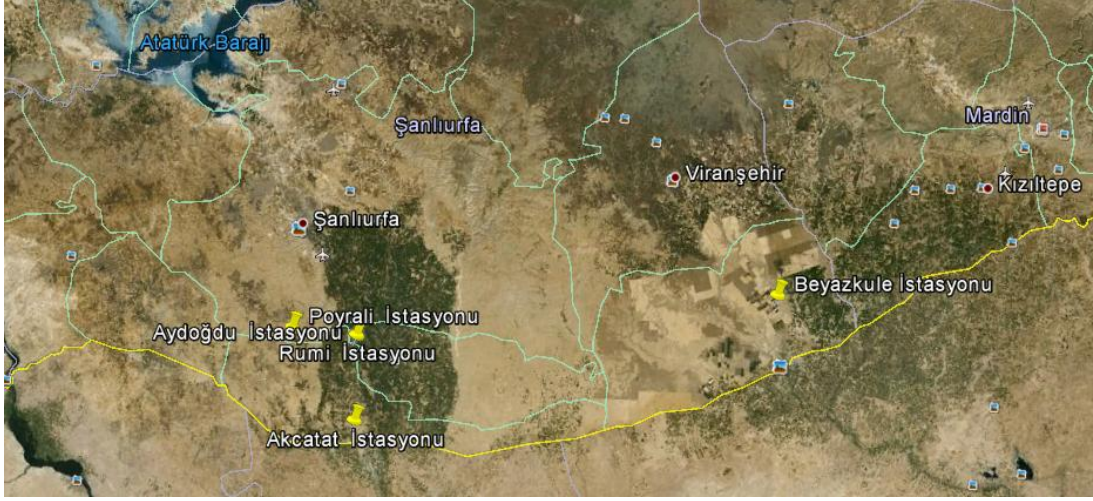 Atatürk Barajı
Şanlıurfa
Mardin
Viranşehir
Kızıltepe
Şanlıurfa
Beyazkule İstasyonu
Poyrali İstasyonu
Aydoğdu İstasyonu
Rumi İstasyonu
Akcatat İstasyonu